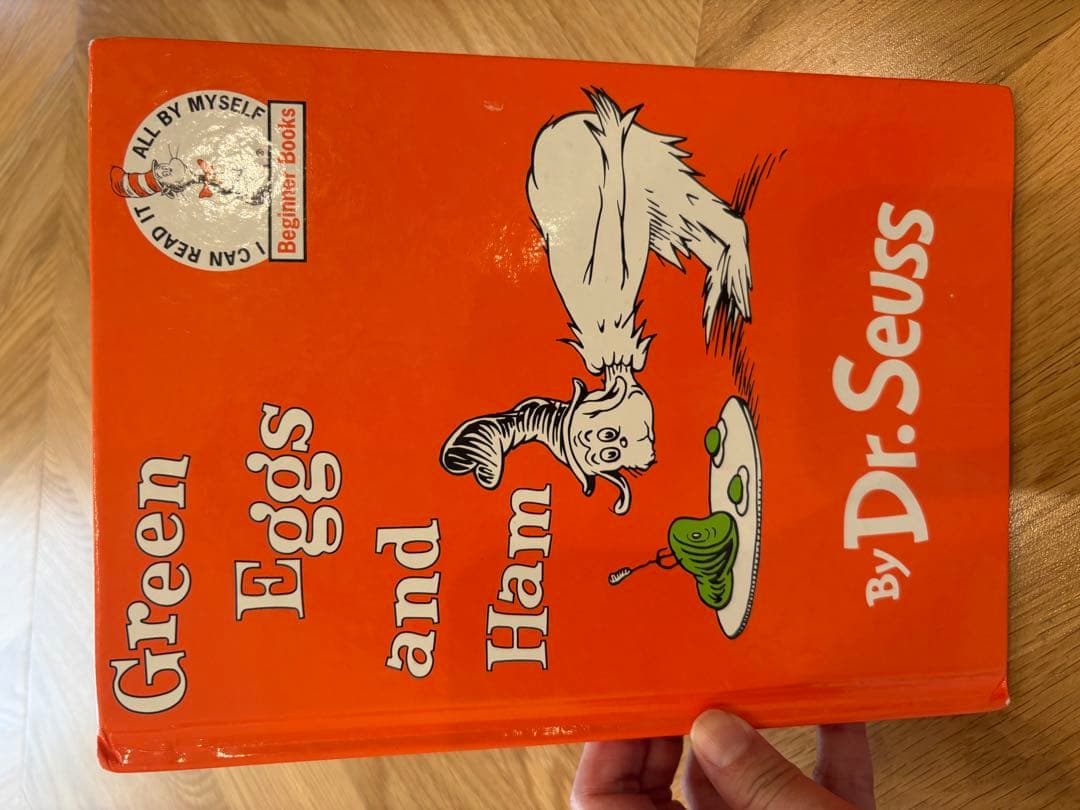 Green
Eggs
and
Ham
I CAN READ IT ALL BY MYSELF
Beginner Books
By Dr. Seuss